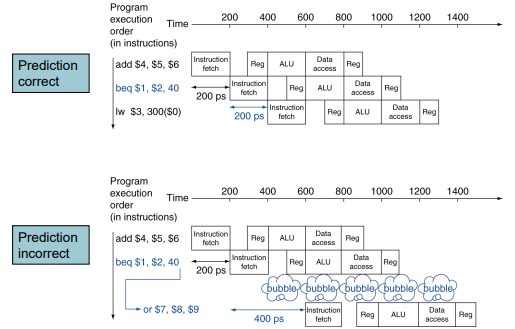 Program
execution
order
(in instructions)
Time
200 400 600 800 1000 1200 1400
Prediction
correct
add $4, $5, $6
Instruction
fetch
Reg
ALU
Data
access
Reg
beq $1, $2, 40
200 ps
Instruction
fetch
Reg
ALU
Data
access
Reg
lw $3, 300($0)
200 ps
Instruction
fetch
Reg
ALU
Data
access
Reg
Program
execution
order
(in instructions)
Time
200 400 600 800 1000 1200 1400
Prediction
incorrect
add $4, $5, $6
Instruction
fetch
Reg
ALU
Data
access
Reg
beq $1, $2, 40
200 ps
Instruction
fetch
Reg
ALU
Data
access
Reg
bubble bubble bubble bubble bubble
or $7, $8, $9
400 ps
Instruction
fetch
Reg
ALU
Data
access
Reg